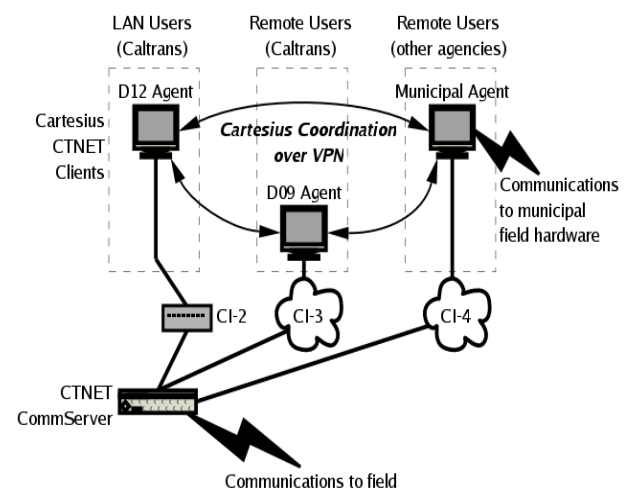 LAN Users
(Caltrans)
Remote Users
(Caltrans)
Remote Users
(other agencies)
D12 Agent
Municipal Agent
Cartesius
CTNET
Clients
Cartesius Coordination
over VPN
D09 Agent
Communications
to municipal
field hardware
CI-2
CI-3
CI-4
CTNET
CommServer
Communications to field